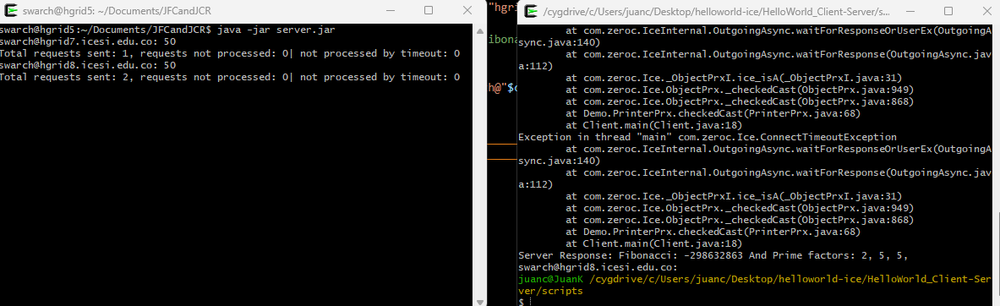 swarch@hgrid5: ~/Documents/JFCandJCR
swarch@hgrid5:~/Documents/JFCandJCR$ java -jar server.jar
swarch@hgrid7.icesi.edu.co: 50
Total requests sent: 1, requests not processed: 0| not processed by timeout: 0
swarch@hgrid8.icesi.edu.co: 50
Total requests sent: 2, requests not processed: 0| not processed by timeout: 0
"hgri
ibona
h@"$c
/cygdrive/c/Users/juanc/Desktop/helloworld-ice/HelloWorld_Client-Server/s...
at com.zeroc.IceInternal.OutgoingAsync.waitForResponseOrUserEx(OutgoingA
sync.java:140)
at com.zeroc.IceInternal.OutgoingAsync.waitForResponse(OutgoingAsync.jav
a:112)
at com.zeroc.Ice._ObjectPrxI.ice_isA(_ObjectPrxI.java:31)
at com.zeroc.Ice.ObjectPrx._checkedCast(ObjectPrx.java:949)
at com.zeroc.Ice.ObjectPrx._checkedCast(ObjectPrx.java:868)
at Demo.PrinterPrx.checkedCast(PrinterPrx.java:68)
at Client.main(Client.java:18)
Exception in thread "main" com.zeroc.Ice.ConnectTimeoutException
at com.zeroc.IceInternal.OutgoingAsync.waitForResponseOrUserEx(OutgoingA
sync.java:140)
at com.zeroc.IceInternal.OutgoingAsync.waitForResponse(OutgoingAsync.jav
a:112)
at com.zeroc.Ice._ObjectPrxI.ice_isA(_ObjectPrxI.java:31)
at com.zeroc.Ice.ObjectPrx._checkedCast(ObjectPrx.java:949)
at com.zeroc.Ice.ObjectPrx._checkedCast(ObjectPrx.java:868)
at Demo.PrinterPrx.checkedCast(PrinterPrx.java:68)
at Client.main(Client.java:18)
Server Response: Fibonacci: -298632863 And Prime factors: 2, 5, 5,
swarch@hgrid8.icesi.edu.co:
juanc@JuanK /cygdrive/c/Users/juanc/Desktop/helloworld-ice/HelloWorld_Client-Ser
ver/scripts
$